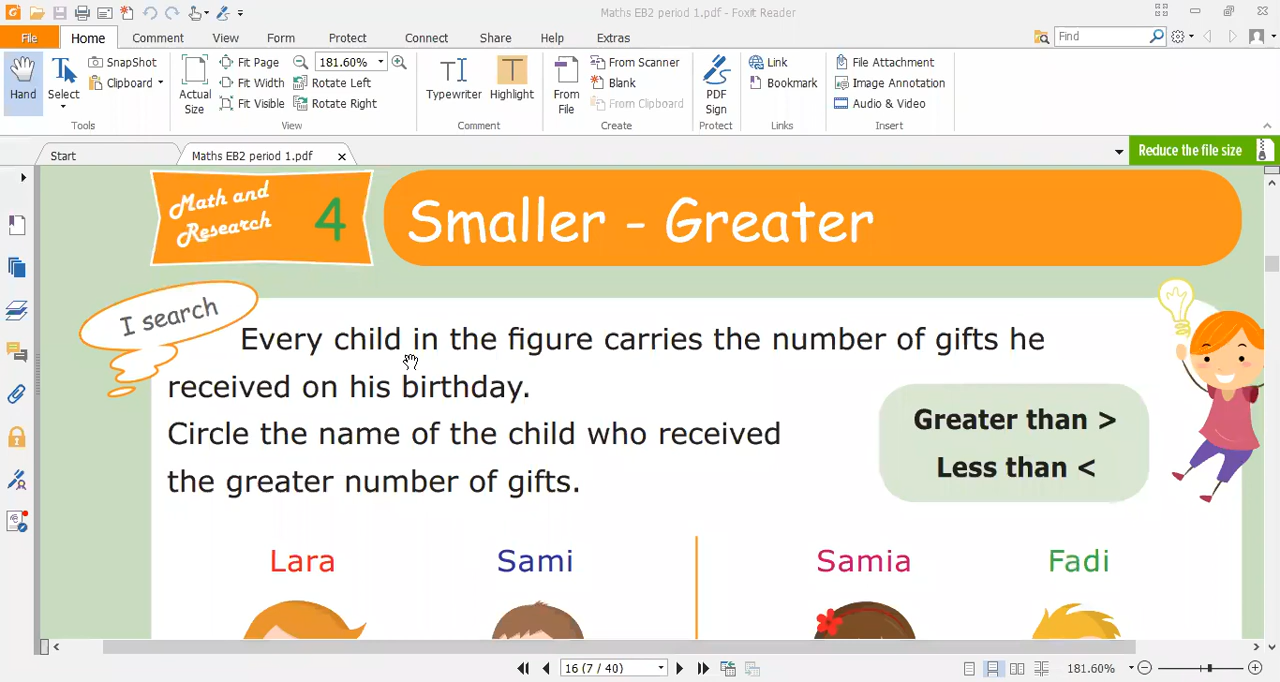 Maths EB2 period 1.pdf - Foxit Reader
File Home Comment View Form Protect Connect Share Help Extras Find
Hand Select SnapShot Clipboard
Actual Size Fit Page Fit Width Fit Visible 181.60% Rotate Left Rotate Right
Typewriter Highlight
From File From Scanner Blank From Clipboard
PDF Sign
Link Bookmark
File Attachment Image Annotation Audio & Video
Tools View Comment Create Protect Links Insert
Start Maths EB2 period 1.pdf Reduce the file size
Math and
Research 4
Smaller - Greater
I search
Every child in the figure carries the number of gifts he
received on his birthday.
Circle the name of the child who received
the greater number of gifts.
Greater than >
Less than <
Lara Sami Samia Fadi
16 (7 / 40) 181.60%